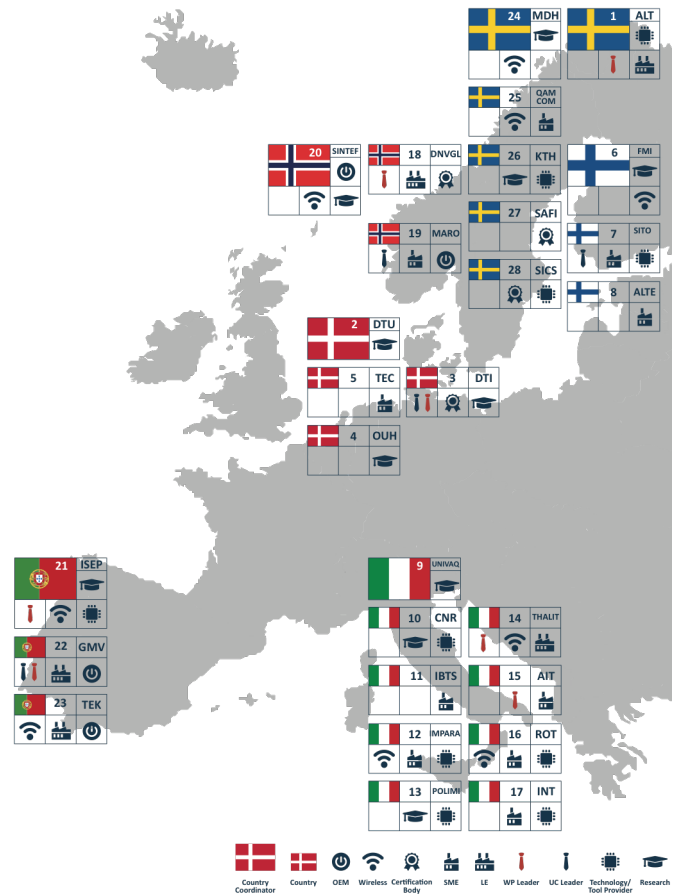 24 MDH
1 ALT
25 QAM
COM
20 SINTEF
18 DNVGL
26 KTH
6 FMI
27 SAFI
19 MARO
7 SITO
28 SICS
8 ALTE
2 DTU
5 TEC
3 DTI
4 OUH
21 ISEP
9 UNIVAQ
10 CNR
14 THALIT
22 GMV
11 IBTS
15 AIT
23 TEK
12 IMPARA
16 ROT
13 POLIMI
17 INT
Country
Coordinator
Country
OEM
Wireless
Certification
Body
SME
LE
WP Leader
UC Leader
Technology/
Tool Provider
Research